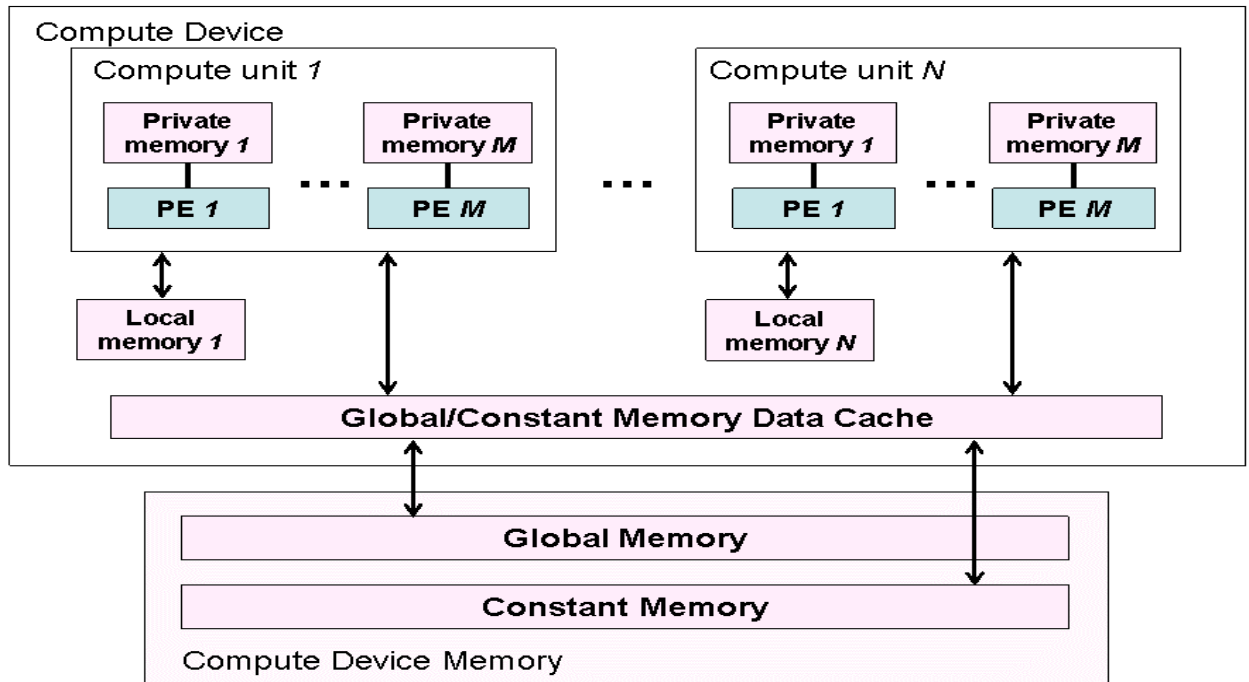 Compute Device
Compute unit 1
Private
memory 1
PE 1
...
Private
memory M
PE M
...
Compute unit N
Private
memory 1
PE 1
...
Private
memory M
PE M
Local
memory 1
Local
memory N
Global/Constant Memory Data Cache
Global Memory
Constant Memory
Compute Device Memory